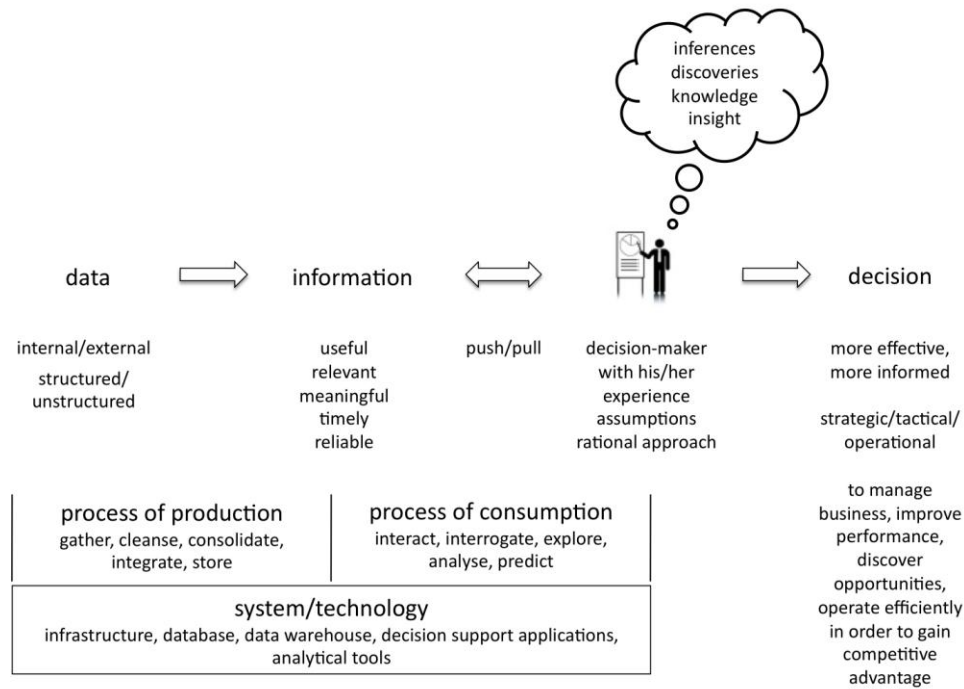 inferences
discoveries
knowledge
insight
data
information
decision
internal/external
structured/
unstructured
useful
relevant
meaningful
timely
reliable
push/pull
decision-maker
with his/her
experience
assumptions
rational approach
more effective,
more informed
strategic/tactical/
operational
to manage
business, improve
performance,
discover
opportunities,
operate efficiently
in order to gain
competitive
advantage
process of production
gather, cleanse, consolidate,
integrate, store
process of consumption
interact, interrogate, explore,
analyse, predict
system/technology
infrastructure, database, data warehouse, decision support applications,
analytical tools